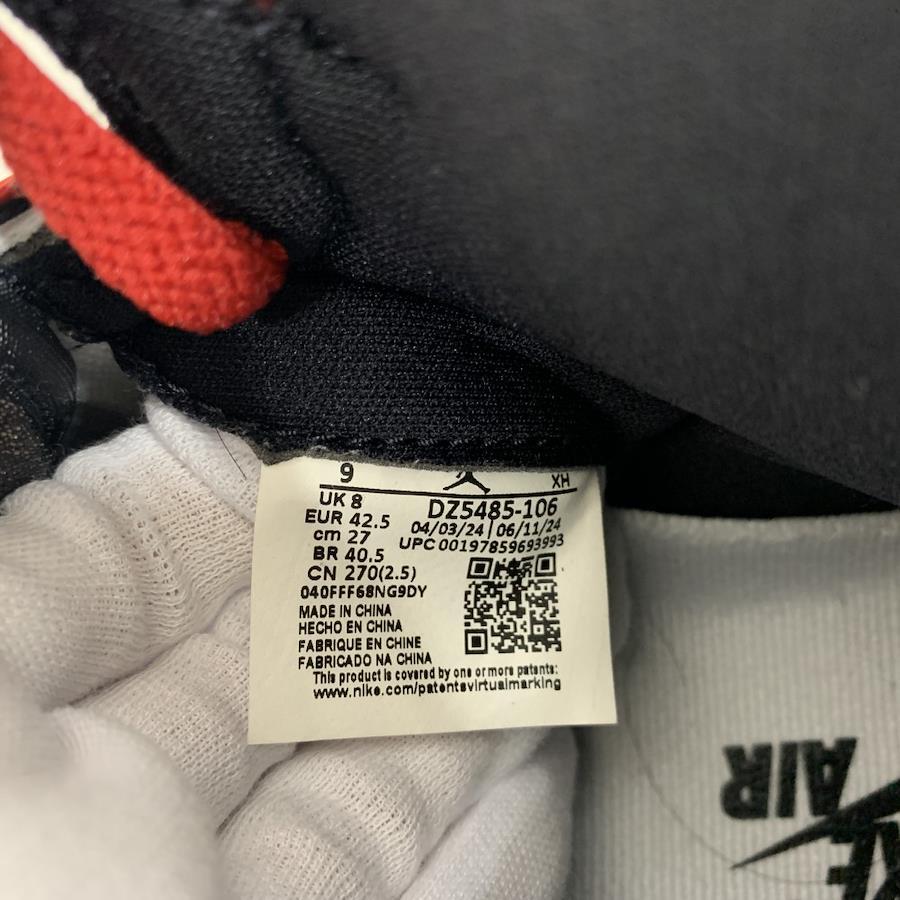 9 XH
UK 8
EUR 42.5
cm 27
BR 40.5
CN 270(2.5)
040FFF68NG9DY
DZ5485-106
04/03/24 | 06/11/24
UPC 00197859693993
MADE IN CHINA
HECHO EN CHINA
FABRIQUE EN CHINE
FABRICADO NA CHINA
This product is covered by one or more patents:
www.nike.com/patentsvirtualmarking
AIR